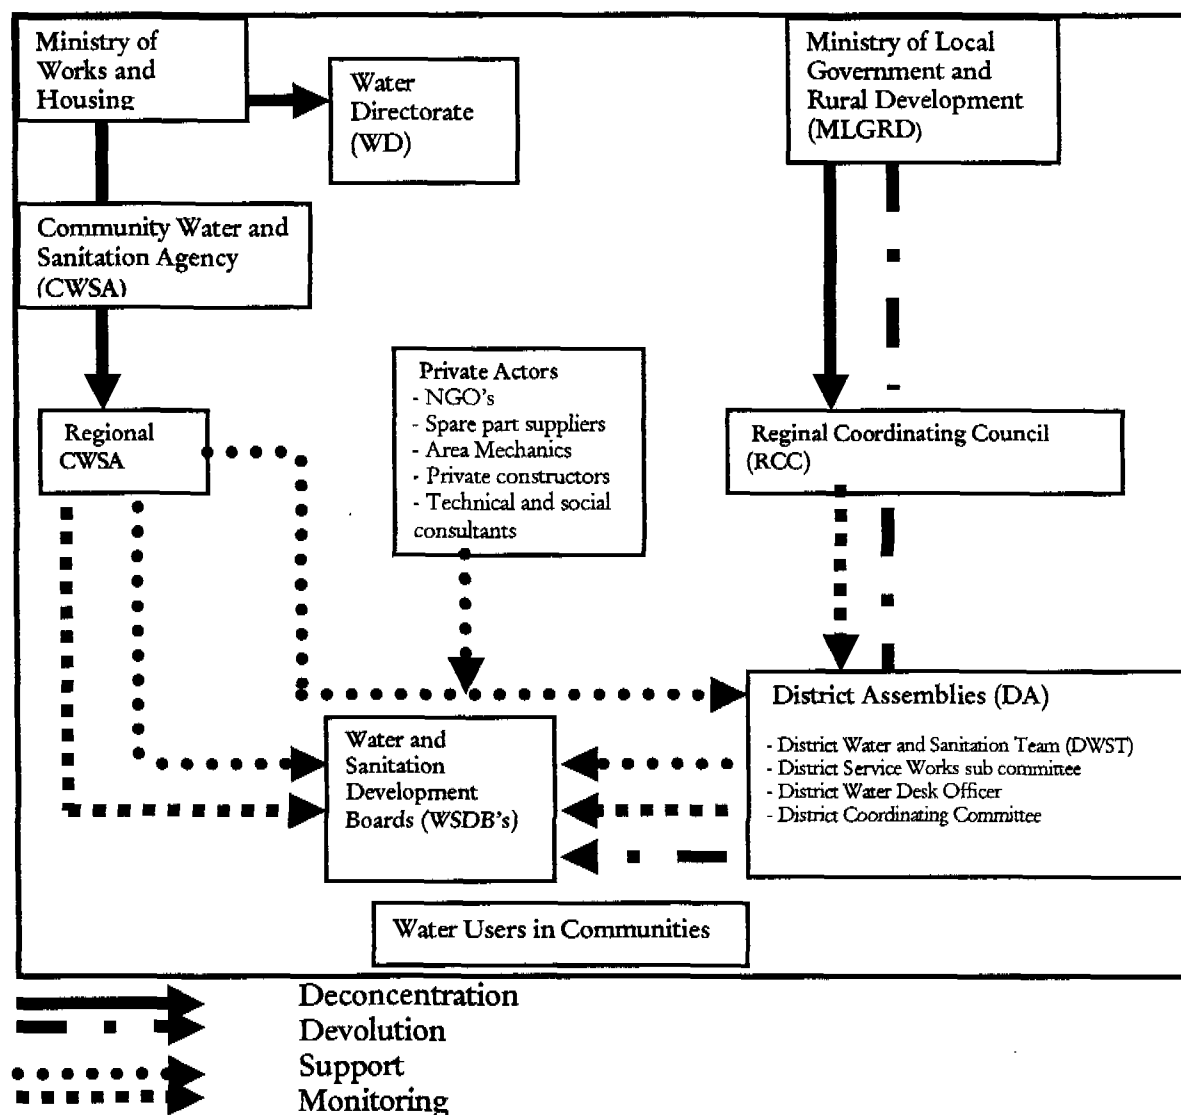 Ministry of
Works and
Housing
Water
Directorate
(WD)
Ministry of Local
Government and
Rural Development
(MLGRD)
Community Water and
Sanitation Agency
(CWSA)
Regional
CWSA
Private Actors
- NGO's
- Spare part suppliers
- Area Mechanics
- Private constructors
- Technical and social
consultants
Reginal Coordinating Council
(RCC)
Water and
Sanitation
Development
Boards (WSDB's)
District Assemblies (DA)
- District Water and Sanitation Team (DWST)
- District Service Works sub committee
- District Water Desk Officer
- District Coordinating Committee
Water Users in Communities
Deconcentration
Devolution
Support
Monitoring